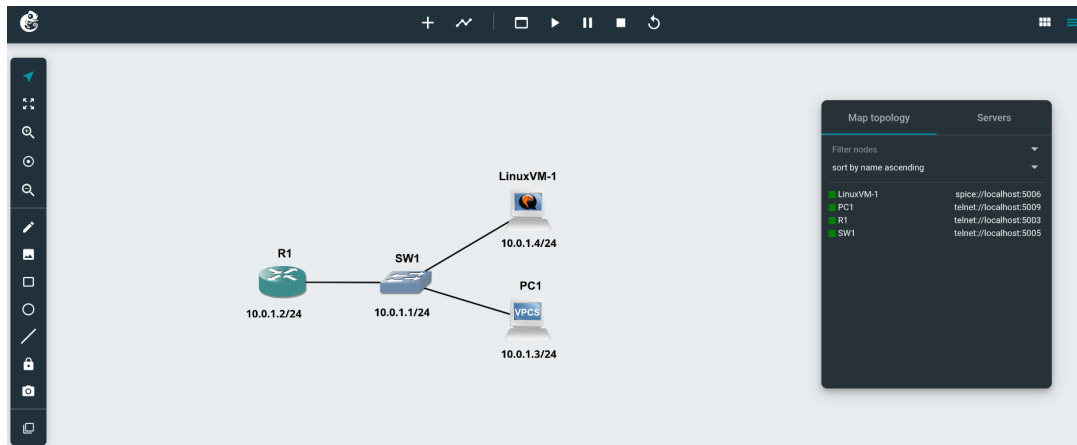 Map topology Servers
Filter nodes
sort by name ascending
LinuxVM-1 spice://localhost:5006
PC1 telnet://localhost:5009
R1 telnet://localhost:5003
SW1 telnet://localhost:5005
LinuxVM-1
10.0.1.4/24
R1
10.0.1.2/24
SW1
10.0.1.1/24
PC1
VPCS
10.0.1.3/24